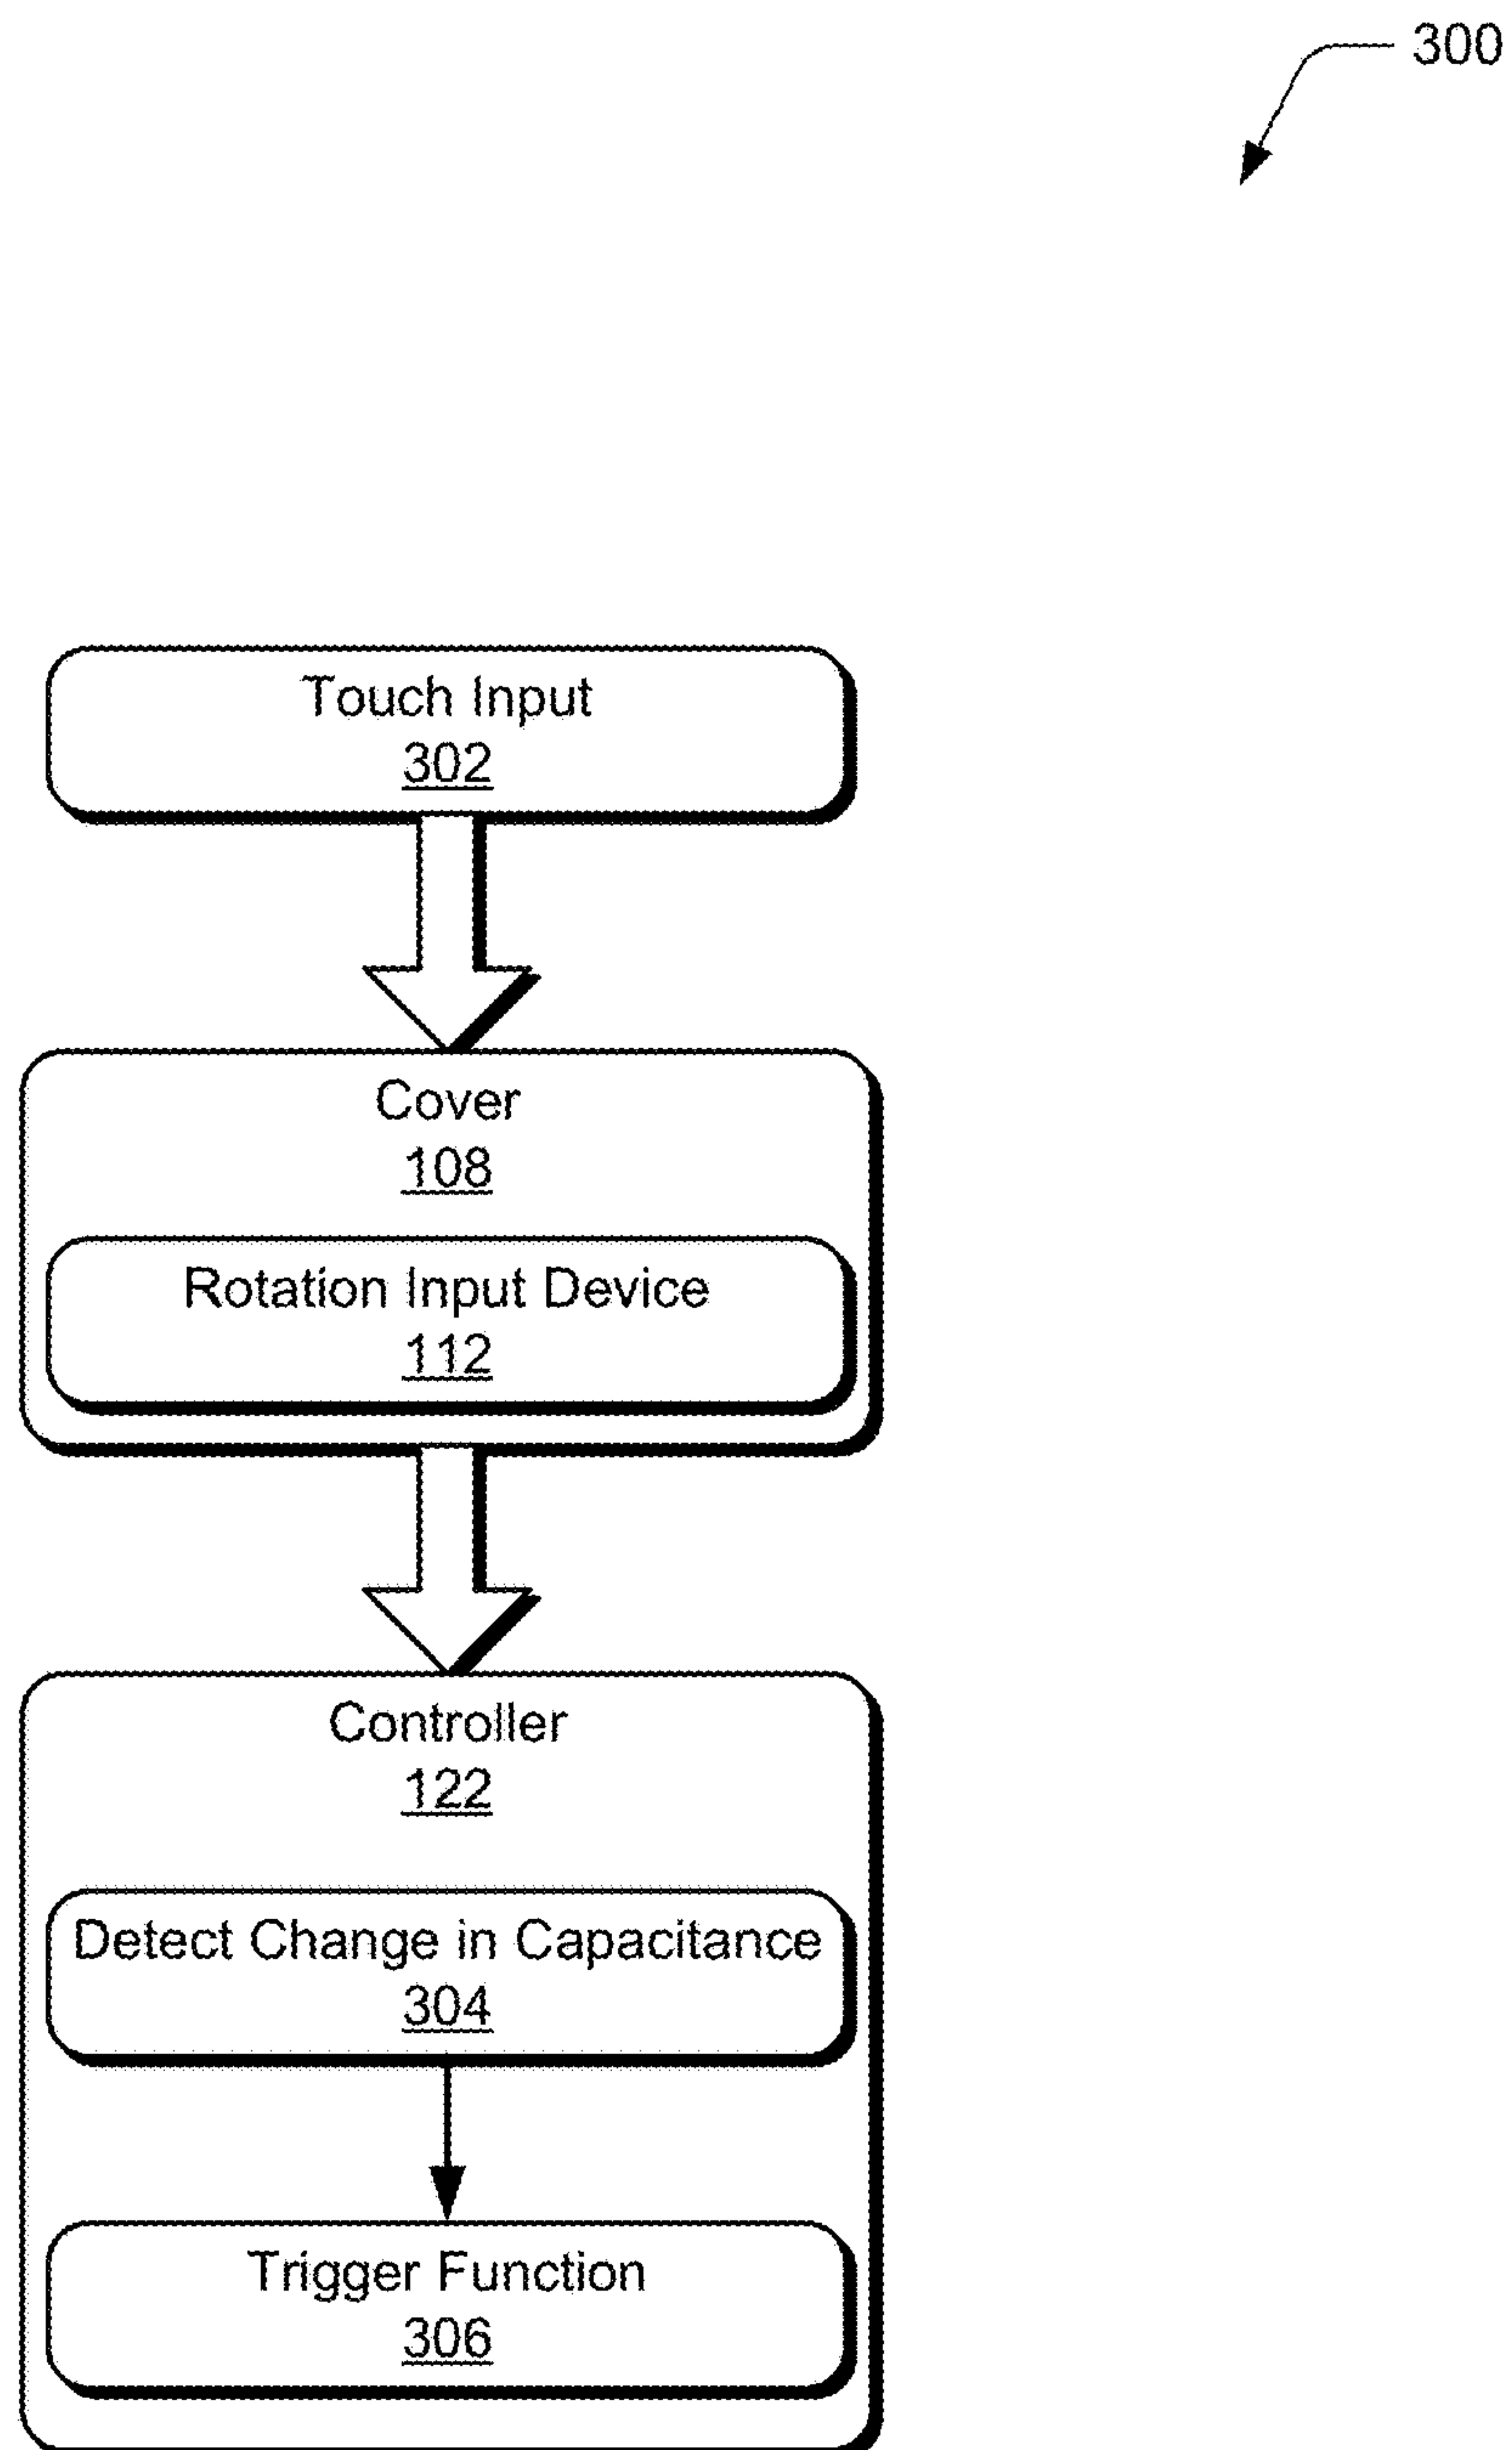 300
Touch Input
302
Cover
108
Rotation Input Device
112
Controller
122
Detect Change in Capacitance
304
Trigger Function
306